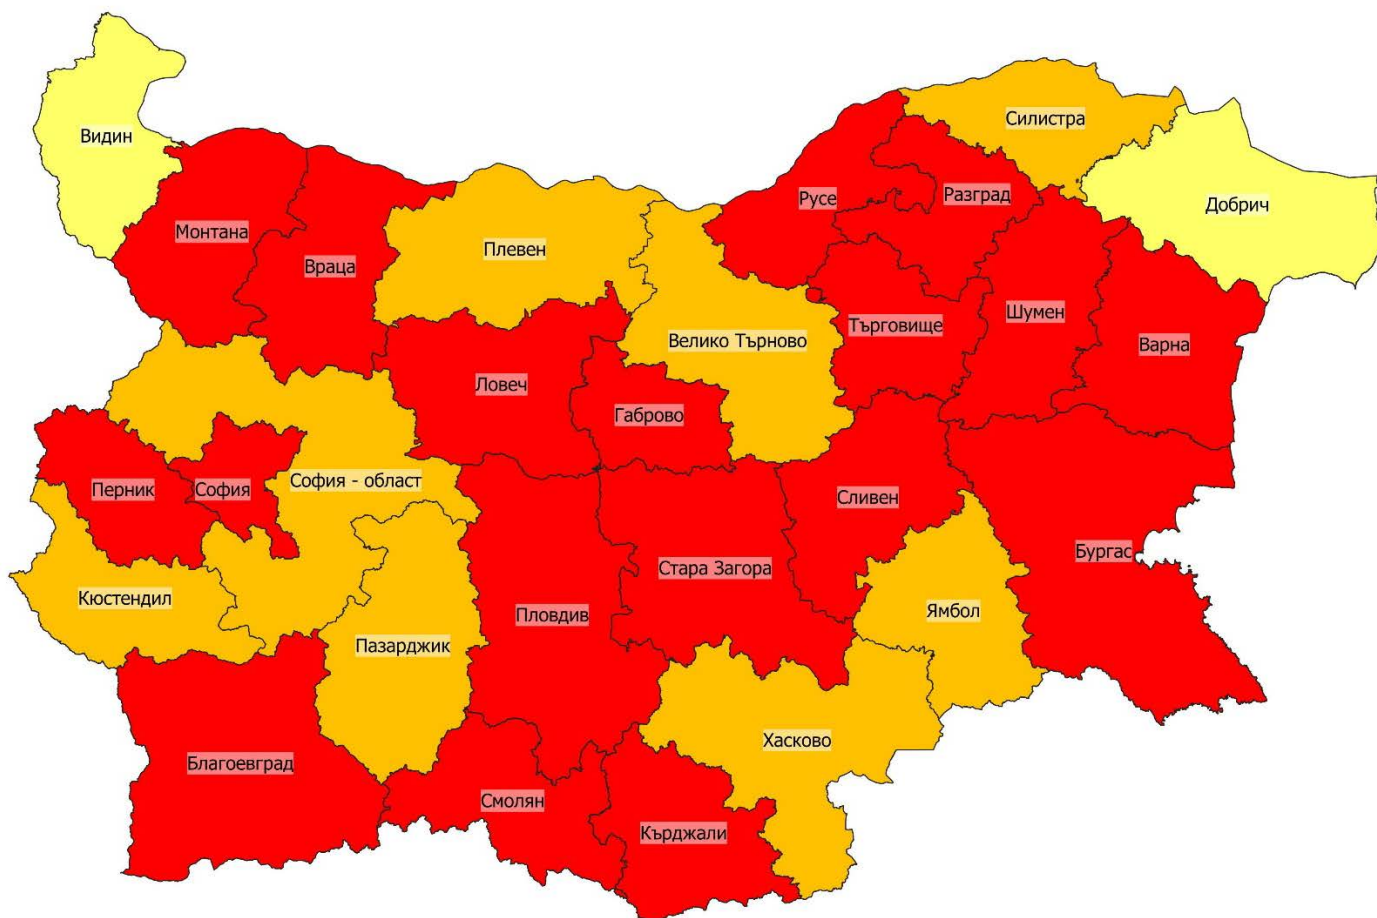 Силистра
Видин
Русе
Разград
Добрич
Монтана
Плевен
Враца
Шумен
Търговище
Велико Търново
Варна
Ловеч
Габрово
София - област
Перник
София
Сливен
Бургас
Стара Загора
Кюстендил
Ямбол
Пловдив
Пазарджик
Хасково
Благоевград
Смолян
Кърджали